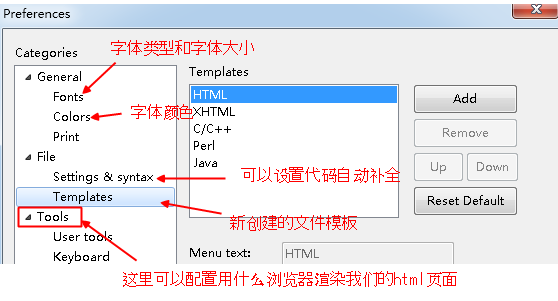 Preferences
字体类型和字体大小
Categories
Templates
General
Fonts
Colors
字体颜色
Print
File
Settings & syntax
可以设置代码自动补全
Templates
新创建的文件模板
Tools
User tools
Keyboard
HTML
XHTML
C/C++
Perl
Java
Add
Remove
Up
Down
Reset Default
Menu text:
HTML
这里可以配置用什么浏览器渲染我们的html页面